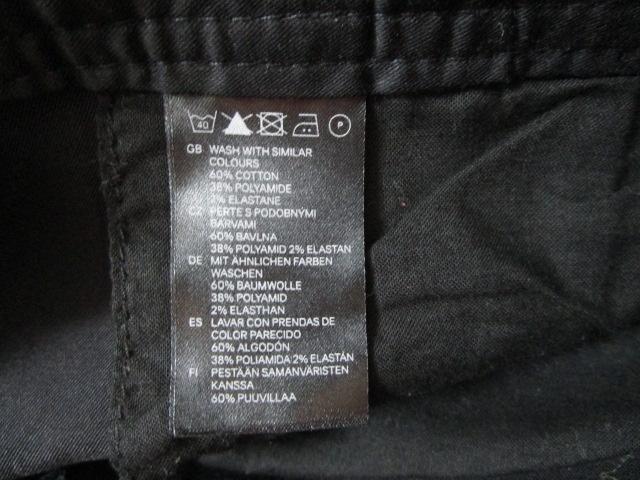 40 P
GB WASH WITH SIMILAR
COLOURS
60% COTTON
38% POLYAMIDE
2% ELASTANE
CZ PERTE S PODOBNÝMI
BARVAMI
60% BAVLNA
38% POLYAMID 2% ELASTAN
DE MIT ÄHNLICHEN FARBEN
WASCHEN
60% BAUMWOLLE
38% POLYAMID
2% ELASTHAN
ES LAVAR CON PRENDAS DE
COLOR PARECIDO
60% ALGODÓN
38% POLIAMIDA 2% ELASTÁN
FI PESTÄÄN SAMANVÄRISTEN
KANSSA
60% PUUVILLAA